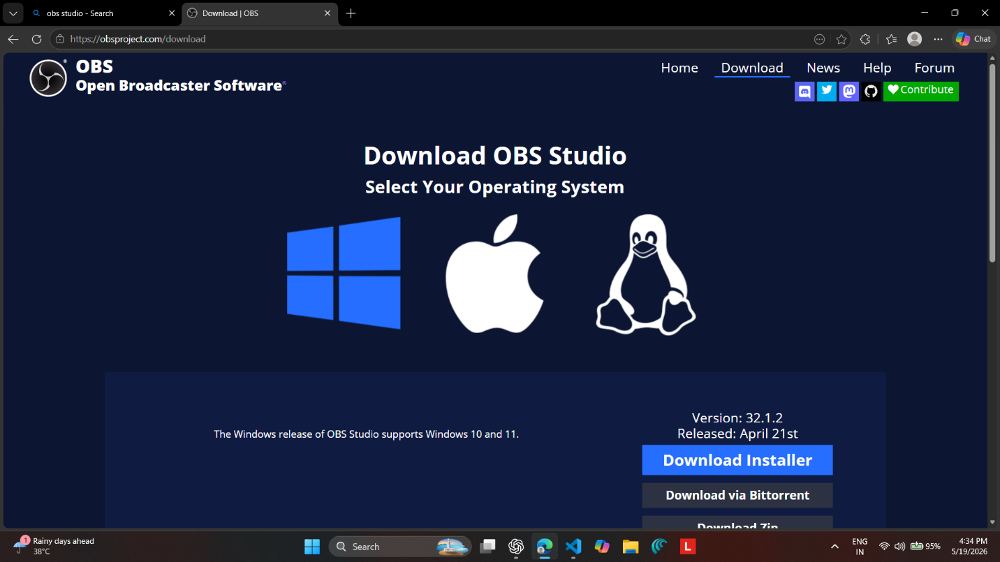 obs studio - Search
Download | OBS
https://obsproject.com/download
Chat
OBS
Open Broadcaster Software®
Home Download News Help Forum
Contribute
Download OBS Studio
Select Your Operating System
The Windows release of OBS Studio supports Windows 10 and 11.
Version: 32.1.2
Released: April 21st
Download Installer
Download via Bittorrent
Download Zip
1
Rainy days ahead
38°C
Search
L
ENG
IN
95%
4:34 PM
5/19/2026